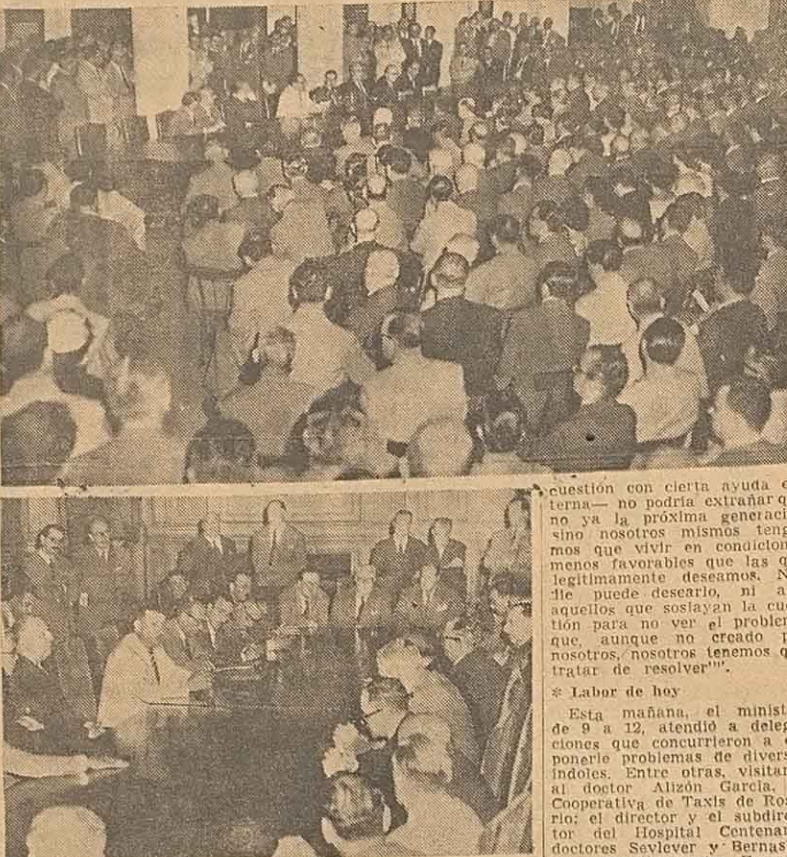 cuestión con cierta ayuda e
terna— no podría extrañar q
no ya la próxima generaci
sino nosotros mismos teng
mos que vivir en condicion
menos favorables que las q
legítimamente deseamos. N
die puede desearlo, ni a
aquellos que soslayan la cue
tión para no ver el problem
que, aunque no creado p
nosotros, nosotros tenemos q
tratar de resolver"".
* Labor de hoy
Esta mañana, el minist
de 9 a 12, atendió a deleg
ciones que concurrieron a e
ponerle problemas de divers
índoles. Entre otras, visitar
al doctor Alizón García,
Cooperativa de Taxis de Ros
rio; el director y el subdire
tor del Hospital Centenar
doctores Sevlever y Bernas